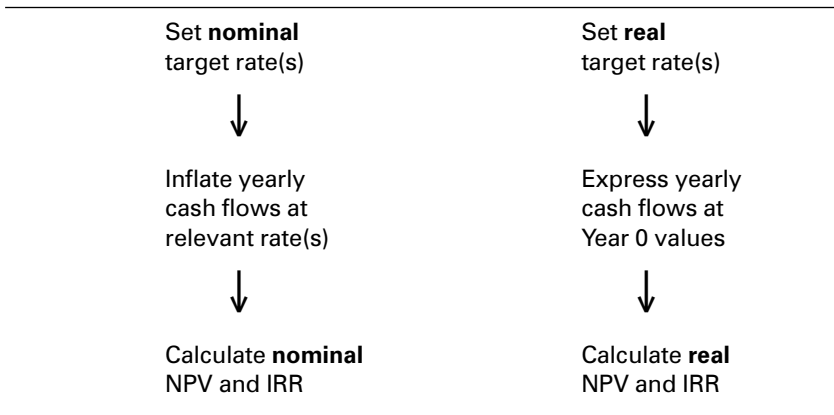 Set nominal
target rate(s)
Inflate yearly
cash flows at
relevant rate(s)
Calculate nominal
NPV and IRR
Set real
target rate(s)
Express yearly
cash flows at
Year 0 values
Calculate real
NPV and IRR